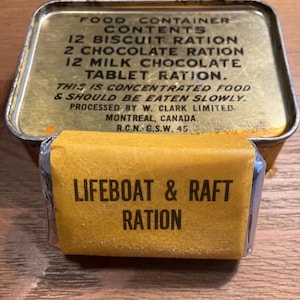 FOOD CONTAINER
CONTENTS
12 BISCUIT RATION
2 CHOCOLATE RATION
12 MILK CHOCOLATE
TABLET RATION.
THIS IS CONCENTRATED FOOD
& SHOULD BE EATEN SLOWLY.
PROCESSED BY W. CLARK LIMITED
MONTREAL, CANADA.
R.C.N.-G.S.W. 45
LIFEBOAT & RAFT
RATION